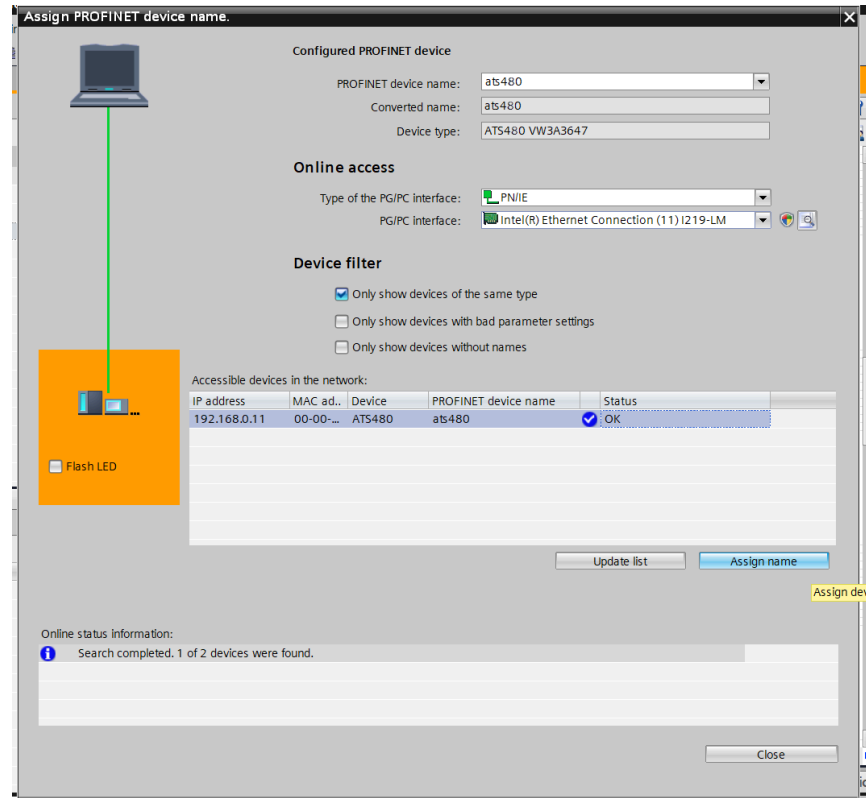 Assign PROFINET device name.
Configured PROFINET device
PROFINET device name: ats480
Converted name: ats480
Device type: ATS480 VW3A3647
Online access
Type of the PG/PC interface: PN/IE
PG/PC interface: Intel(R) Ethernet Connection (11) I219-LM
Device filter
Only show devices of the same type
Only show devices with bad parameter settings
Only show devices without names
Accessible devices in the network:
IP address MAC ad.. Device PROFINET device name Status
192.168.0.11 00-00-... ATS480 ats480 OK
Flash LED
Update list Assign name
Assign dev
Online status information:
Search completed. 1 of 2 devices were found.
Close